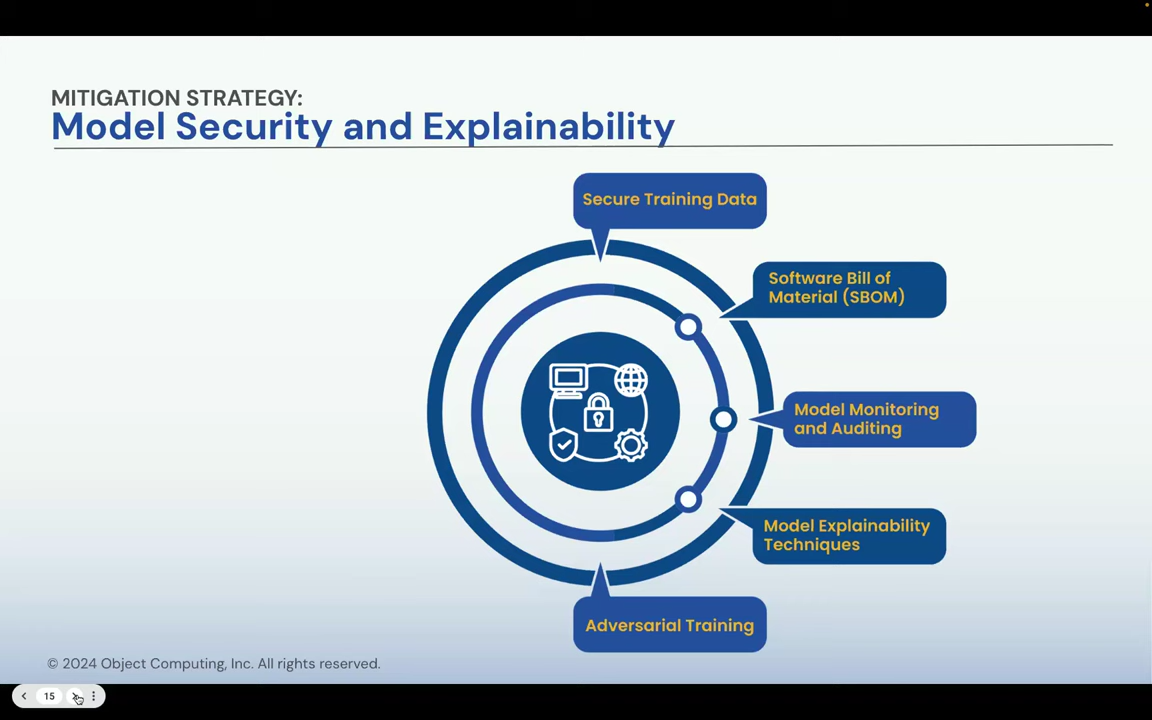 MITIGATION STRATEGY:
Model Security and Explainability
Secure Training Data
Software Bill of
Material (SBOM)
Model Monitoring
and Auditing
Model Explainability
Techniques
Adversarial Training
© 2024 Object Computing, Inc. All rights reserved.
15